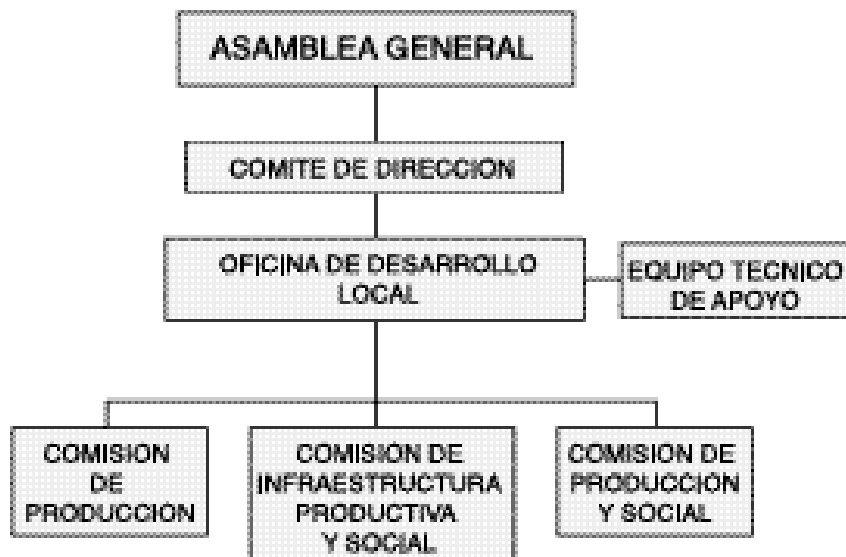 ASAMBLEA GENERAL
COMITE DE DIRECCION
OFICINA DE DESARROLLO
LOCAL
EQUIPO TECNICO
DE APOYO
COMISION
DE
PRODUCCIÓN
COMISION DE
INFRAESTRUCTURA
PRODUCTIVA
Y SOCIAL
COMISION DE
PRODUCCION
Y SOCIAL